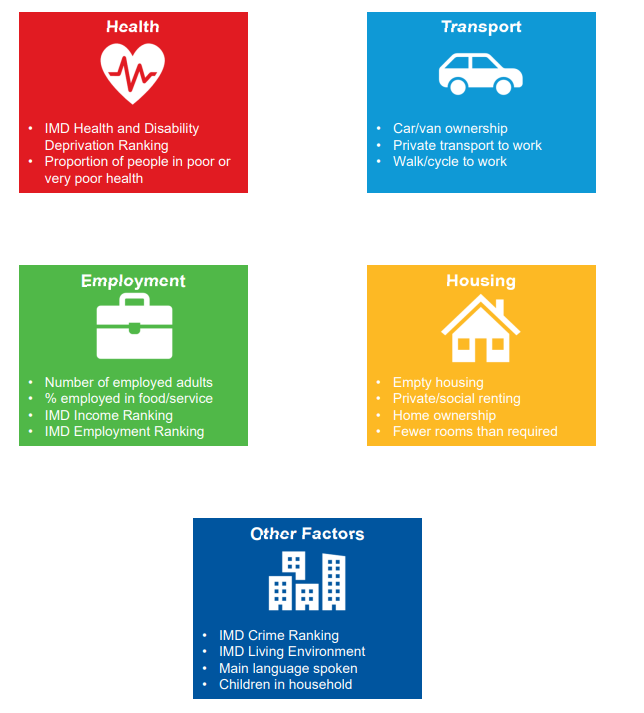 Health
• IMD Health and Disability
Deprivation Ranking
• Proportion of people in poor or
very poor health
Transport
• Car/van ownership
• Private transport to work
• Walk/cycle to work
Employment
• Number of employed adults
• % employed in food/service
• IMD Income Ranking
• IMD Employment Ranking
Housing
• Empty housing
• Private/social renting
• Home ownership
• Fewer rooms than required
Other Factors
• IMD Crime Ranking
• IMD Living Environment
• Main language spoken
• Children in household